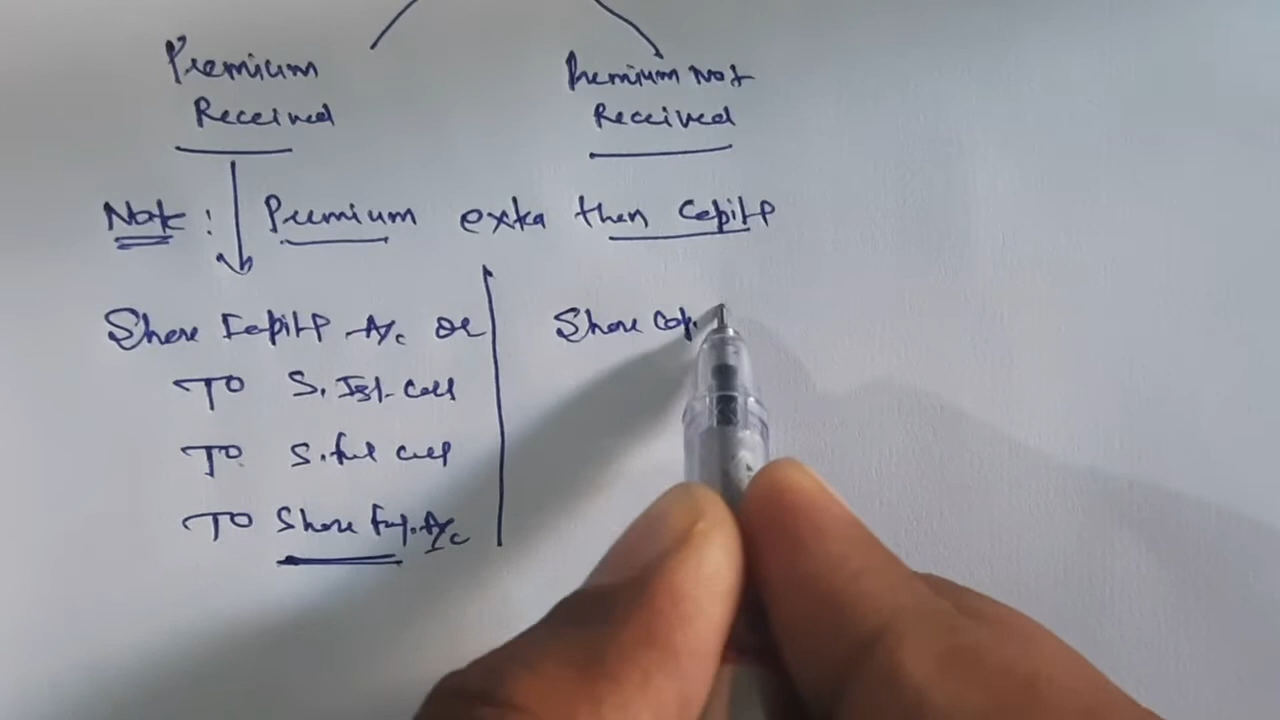 Premium Received
Premium Not Received
Note: Premium extra then Capital
Share Capital A/c Dr
To S. Ist. Call
To S. final Call
To Share Forf. A/c
Share Cap